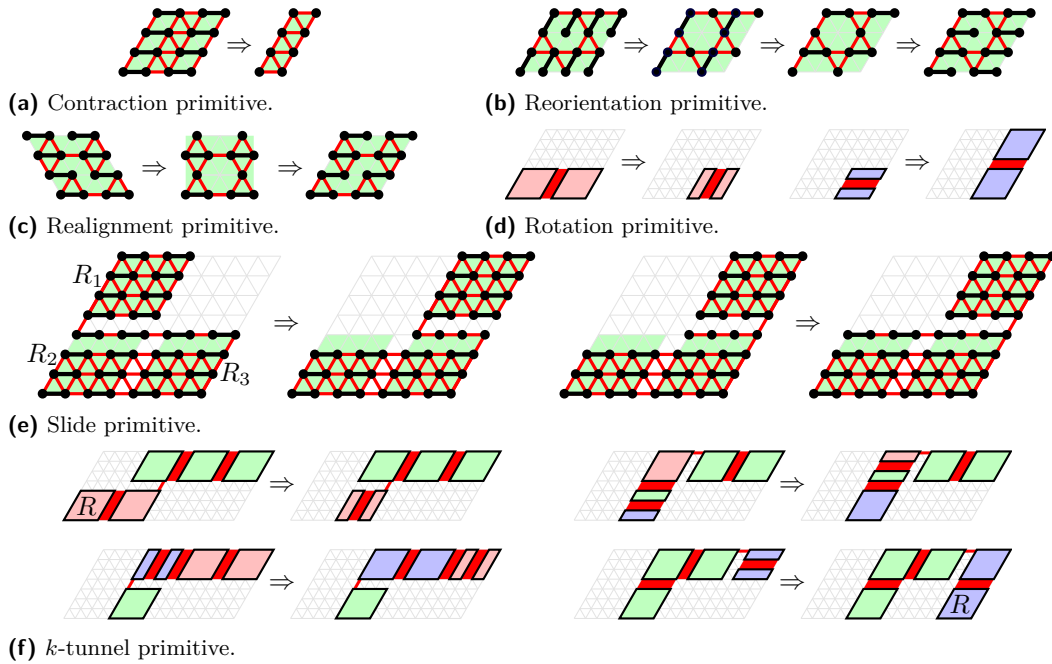 ⇒ ⇒ ⇒ ⇒
(a) Contraction primitive. (b) Reorientation primitive.
⇒ ⇒ ⇒ ⇒
(c) Realignment primitive. (d) Rotation primitive.
R₁
⇒ ⇒
R₂
R₃
(e) Slide primitive.
R ⇒ ⇒
⇒ ⇒ R
(f) k-tunnel primitive.